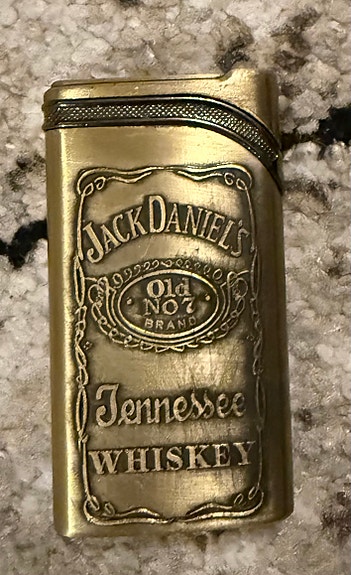 JACK DANIEL'S
Old
NO 7
BRAND
Tennessee
WHISKEY